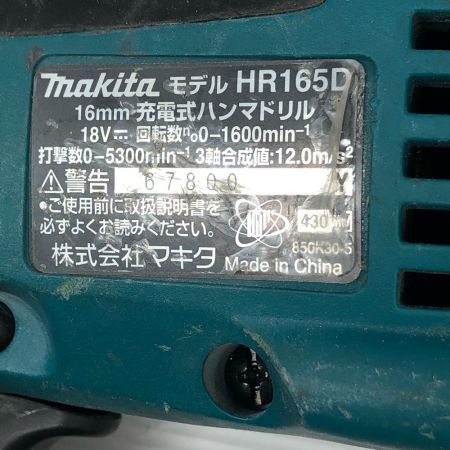 makita モデル HR165D
16mm 充電式ハンマドリル
18V⎓ 回転数n₀0-1600min⁻¹
打撃数0-5300min⁻¹ 3軸合成値:12.0m/s²
⚠警告 67800 Y
●ご使用前に取扱説明書を
必ずよくお読みください。
430
850K30-5
株式会社 マキタ Made in China